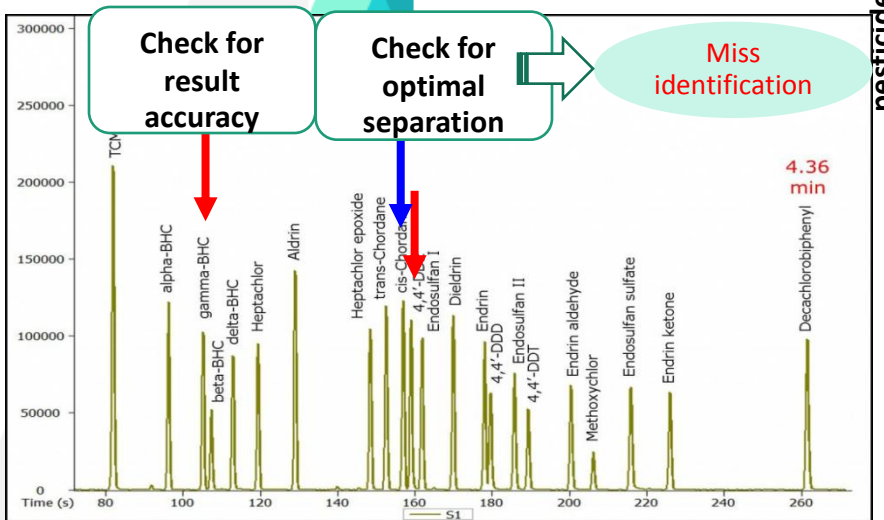 Check for
result
accuracy
Check for
optimal
separation
Miss
identification
pesticide
300000
250000
200000
150000
100000
50000
0
4.36
min
alpha-BHC
gamma-BHC
beta-BHC
delta-BHC
Heptachlor
Aldrin
Heptachlor epoxide
trans-Chordane
Endosulfan I
Dieldrin
Endrin
4,4'-DDD
Endosulfan II
4,4'-DDT
Endrin aldehyde
Methoxychlor
Endosulfan sulfate
Endrin ketone
Decachlorobiphenyl
Time (s) 80 100 120 140 160 180 200 220 240 260
S1